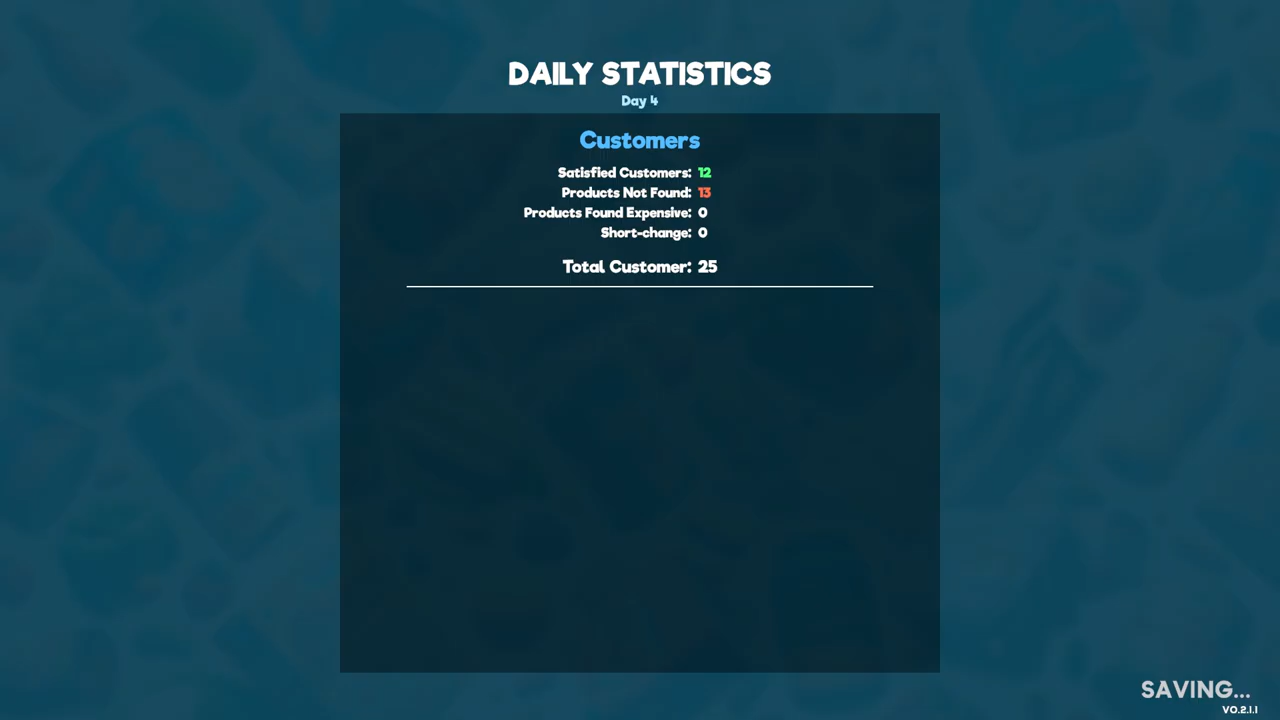 DAILY STATISTICS
Day 4
Customers
Satisfied Customers: 12
Products Not Found: 13
Products Found Expensive: 0
Short-change: 0
Total Customer: 25
SAVING...
V0.2.1.1